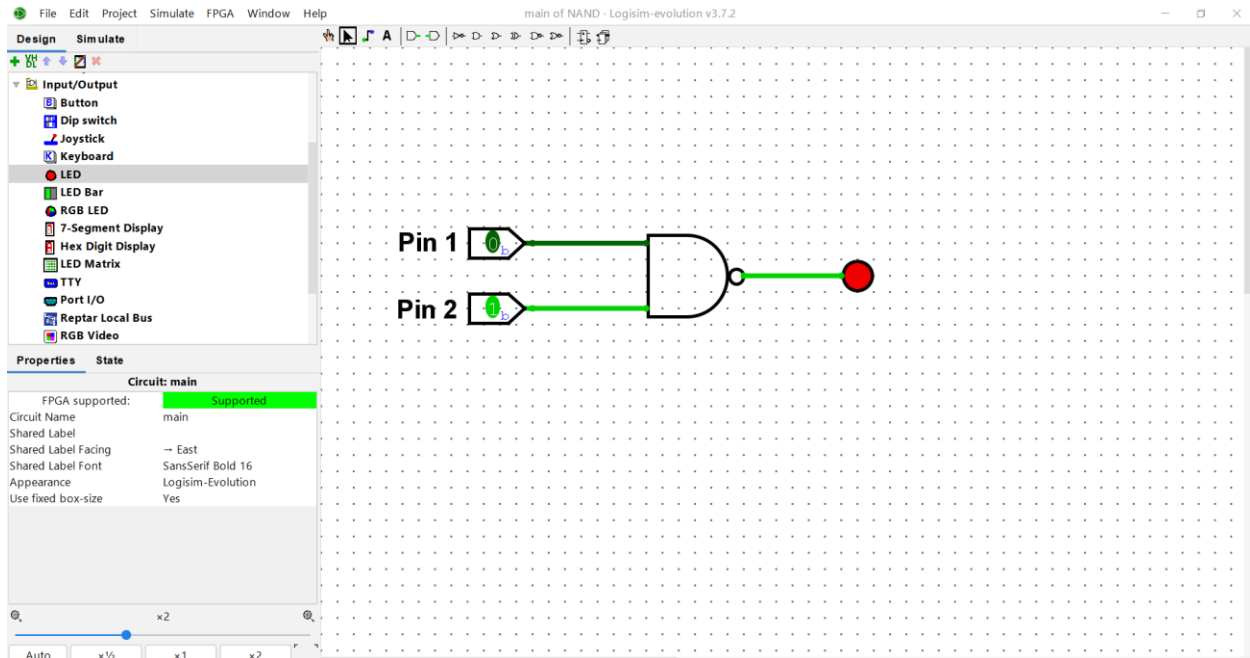 File Edit Project Simulate FPGA Window Help main of NAND - Logisim-evolution v3.7.2
Design Simulate
A
VH
DL
Input/Output
Button
Dip switch
Joystick
Keyboard
LED
LED Bar
RGB LED
7-Segment Display
Hex Digit Display
LED Matrix
TTY
Port I/O
Reptar Local Bus
RGB Video
Pin 1 0 b
Pin 2 1 b
Properties State
Circuit: main
FPGA supported: Supported
Circuit Name main
Shared Label
Shared Label Facing → East
Shared Label Font SansSerif Bold 16
Appearance Logisim-Evolution
Use fixed box-size Yes
×2
Auto ×½ ×1 ×2